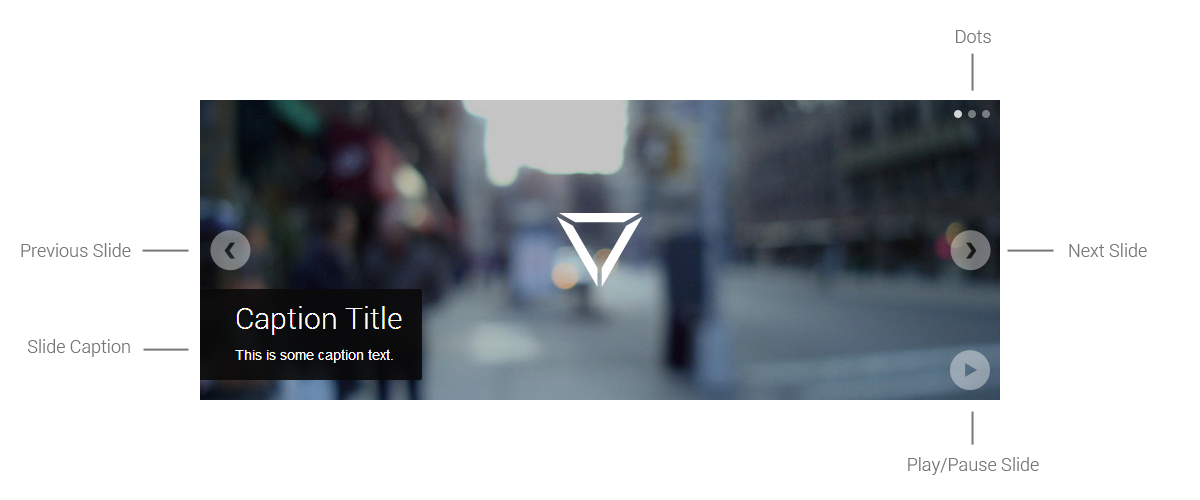 Dots
Previous Slide
Next Slide
Caption Title
Slide Caption
This is some caption text.
Play/Pause Slide